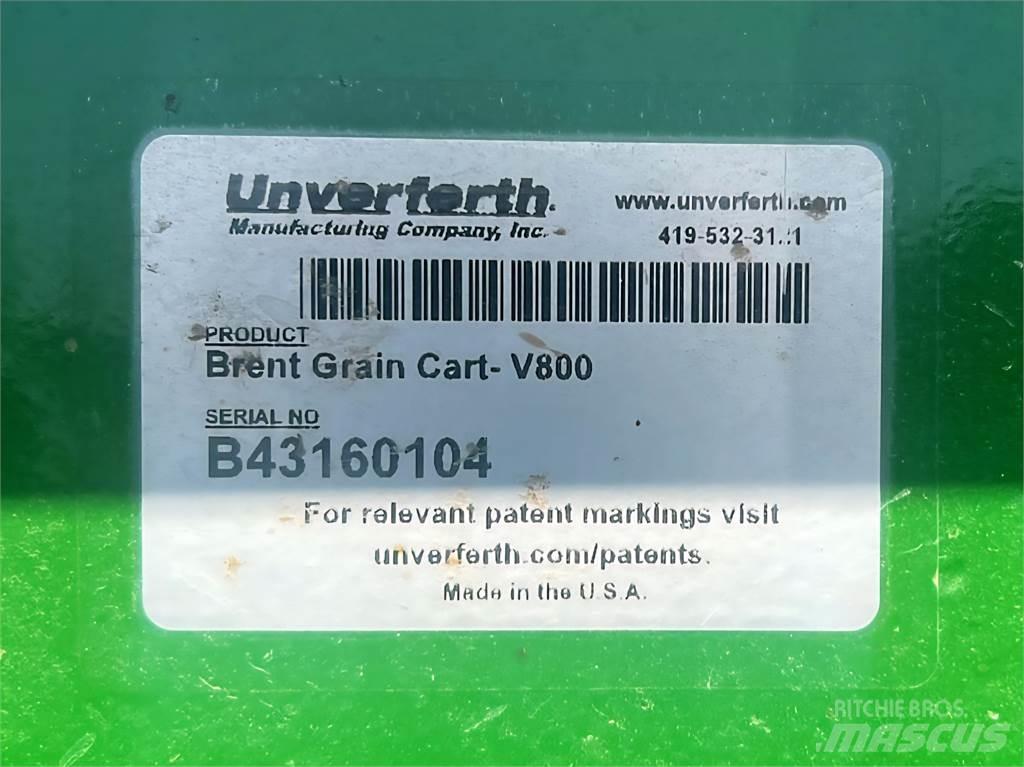 Unverferth
Manufacturing Company, Inc.
www.unverferth.com
PRODUCT
Brent Grain Cart- V800
SERIAL NO
B43160104
For relevant patent markings visit
unverferth.com/patents.
Made in the U.S.A.
RITCHIE BROS.
MASCUS